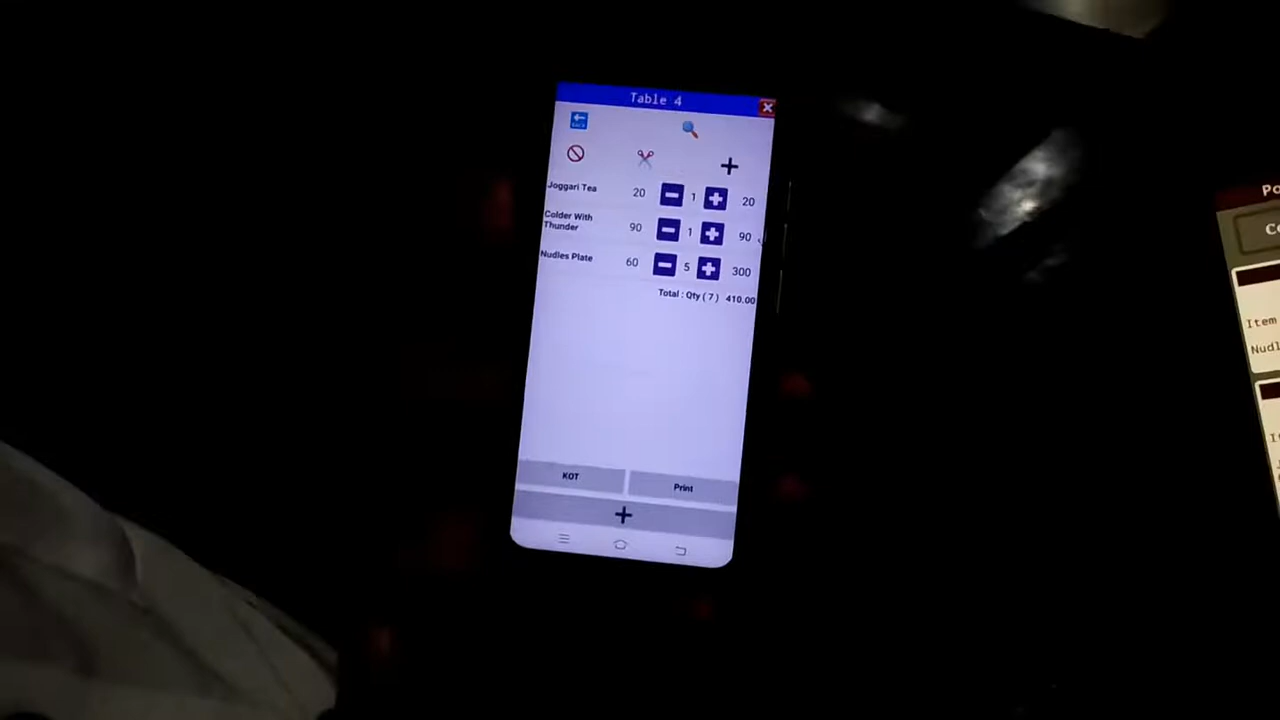 Table 4
BACK
Joggari Tea 20 1 20
Colder With
Thunder 90 1 90
Nudles Plate 60 5 300
Total : Qty ( 7 ) 410.00
KOT Print
Item